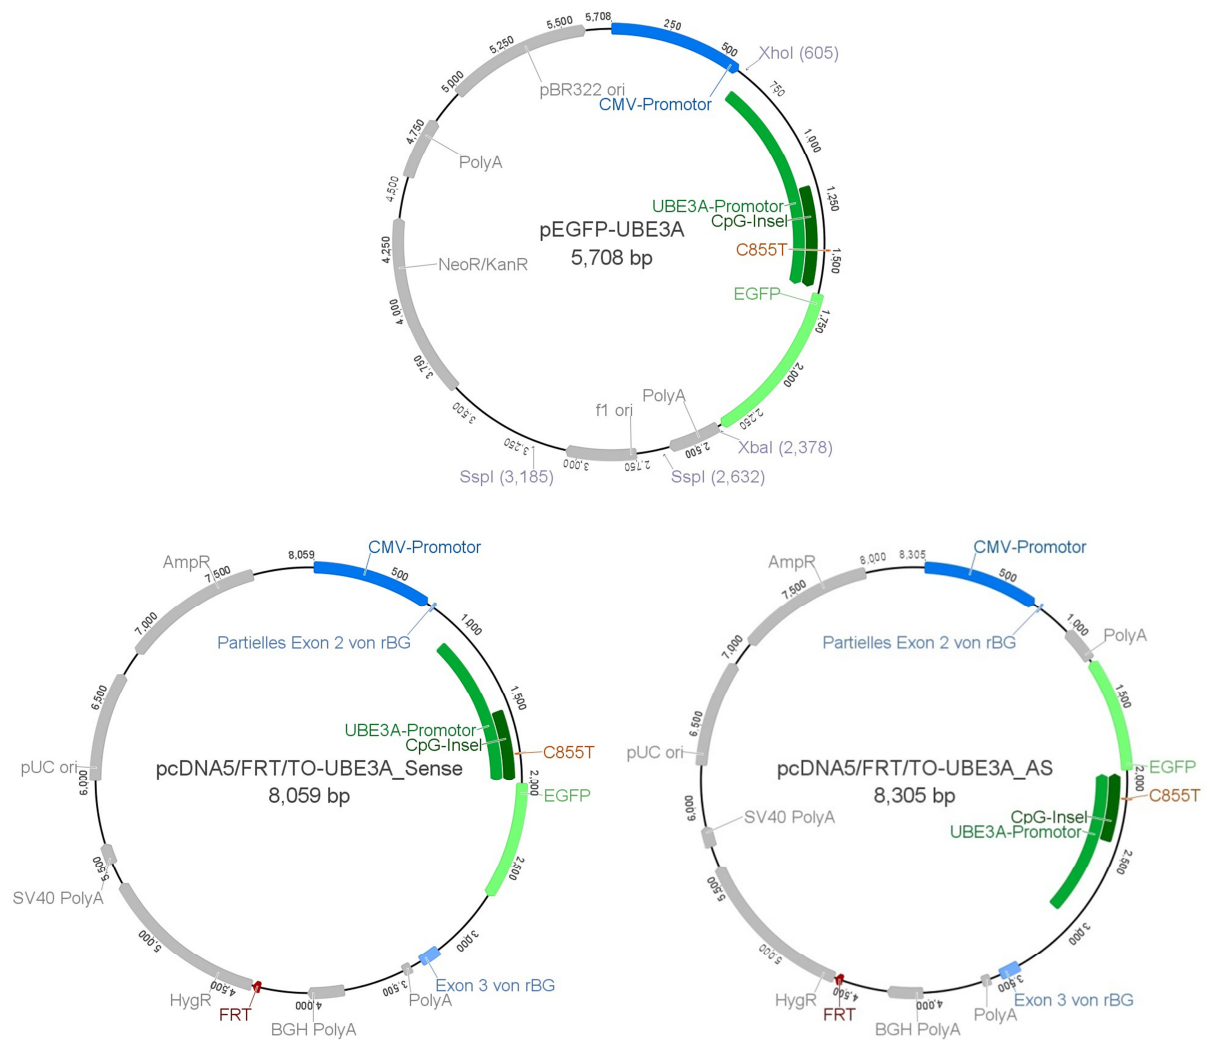 5,708
250
500
XhoI (605)
750
1,000
1,250
1,500
1,750
2,000
2,250
2,500
2,750
3,000
3,250
3,500
3,750
4,000
4,250
4,500
4,750
5,000
5,250
5,500
pBR322 ori
CMV-Promotor
PolyA
UBE3A-Promotor
CpG-Insel
pEGFP-UBE3A
5,708 bp
C855T
NeoR/KanR
EGFP
PolyA
f1 ori
XbaI (2,378)
SspI (3,185)
SspI (2,632)
8,059
CMV-Promotor
500
AmpR
7,500
Partielles Exon 2 von rBG
1,000
7,000
1,500
6,500
UBE3A-Promotor
CpG-Insel
C855T
pUC ori
pcDNA5/FRT/TO-UBE3A_Sense
8,059 bp
6,000
2,000
EGFP
5,500
SV40 PolyA
2,500
5,000
3,000
Exon 3 von rBG
HygR
4,500
FRT
4,000
BGH PolyA
3,500
PolyA
8,305
CMV-Promotor
500
8,000
AmpR
7,500
Partielles Exon 2 von rBG
1,000
PolyA
7,000
1,500
6,500
pUC ori
pcDNA5/FRT/TO-UBE3A_AS
8,305 bp
EGFP
2,000
C855T
6,000
SV40 PolyA
CpG-Insel
UBE3A-Promotor
2,500
5,500
3,000
5,000
HygR
4,500
FRT
4,000
BGH PolyA
3,500
PolyA
Exon 3 von rBG